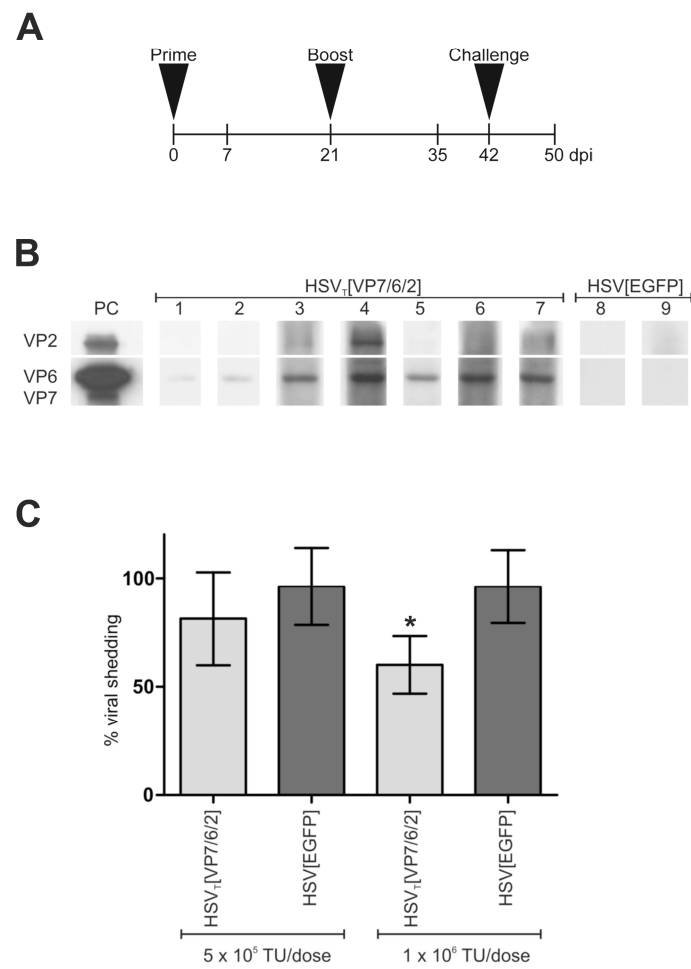 A
Prime Boost Challenge
0 7 21 35 42 50 dpi
B
HSVT[VP7/6/2] HSV[EGFP]
PC 1 2 3 4 5 6 7 8 9
VP2
VP6
VP7
C
% viral shedding
100
50
0
*
HSVT[VP7/6/2]
HSV[EGFP]
HSVT[VP7/6/2]
HSV[EGFP]
5 x 10⁵ TU/dose 1 x 10⁶ TU/dose